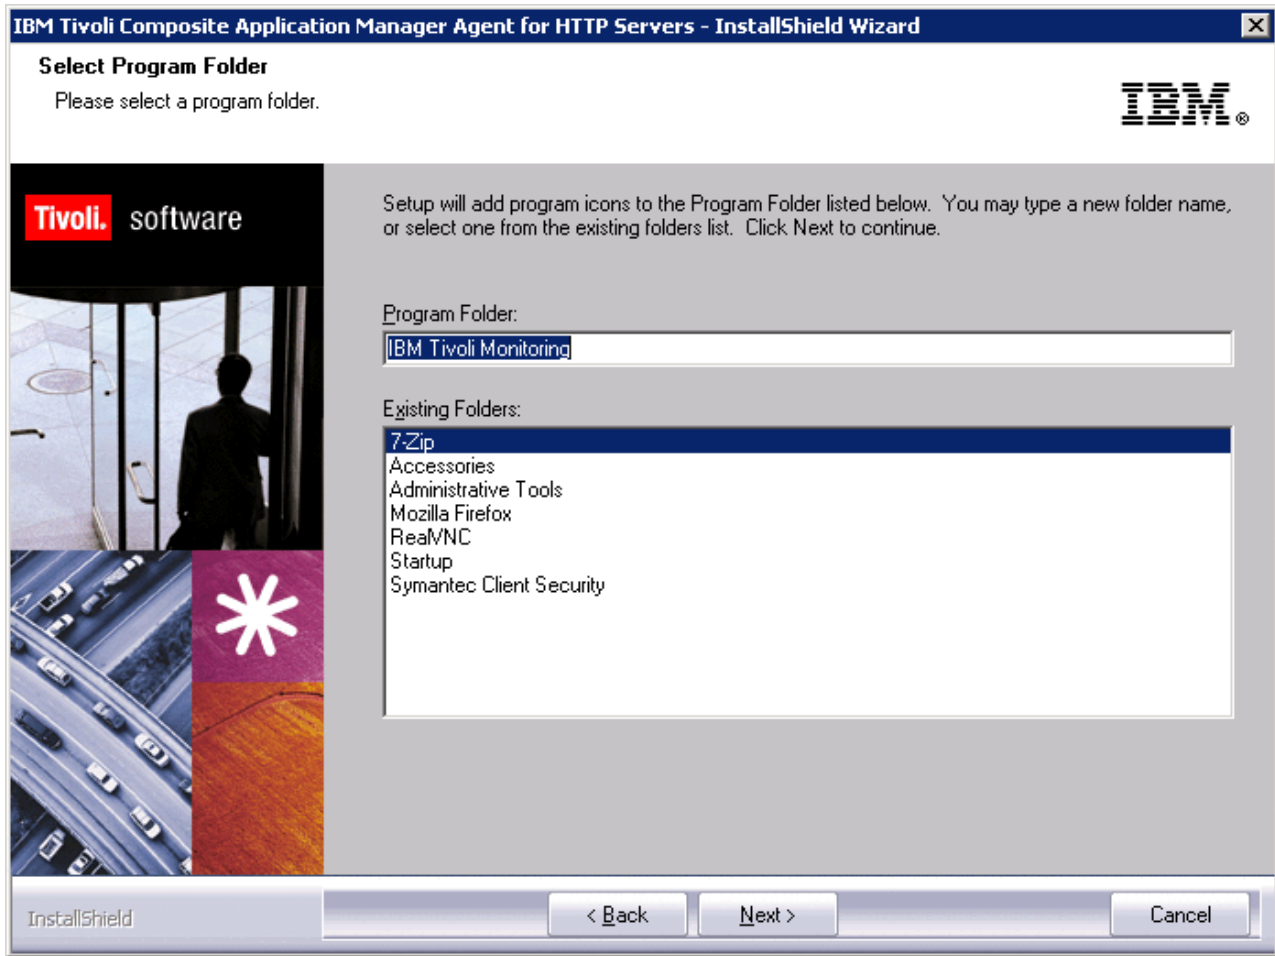 IBM Tivoli Composite Application Manager Agent for HTTP Servers - InstallShield Wizard
Select Program Folder
Please select a program folder.
IBM®
Tivoli. software
Setup will add program icons to the Program Folder listed below.  You may type a new folder name,
or select one from the existing folders list.  Click Next to continue.
Program Folder:
IBM Tivoli Monitoring
Existing Folders:
7-Zip
Accessories
Administrative Tools
Mozilla Firefox
RealVNC
Startup
Symantec Client Security
InstallShield
< Back
Next >
Cancel